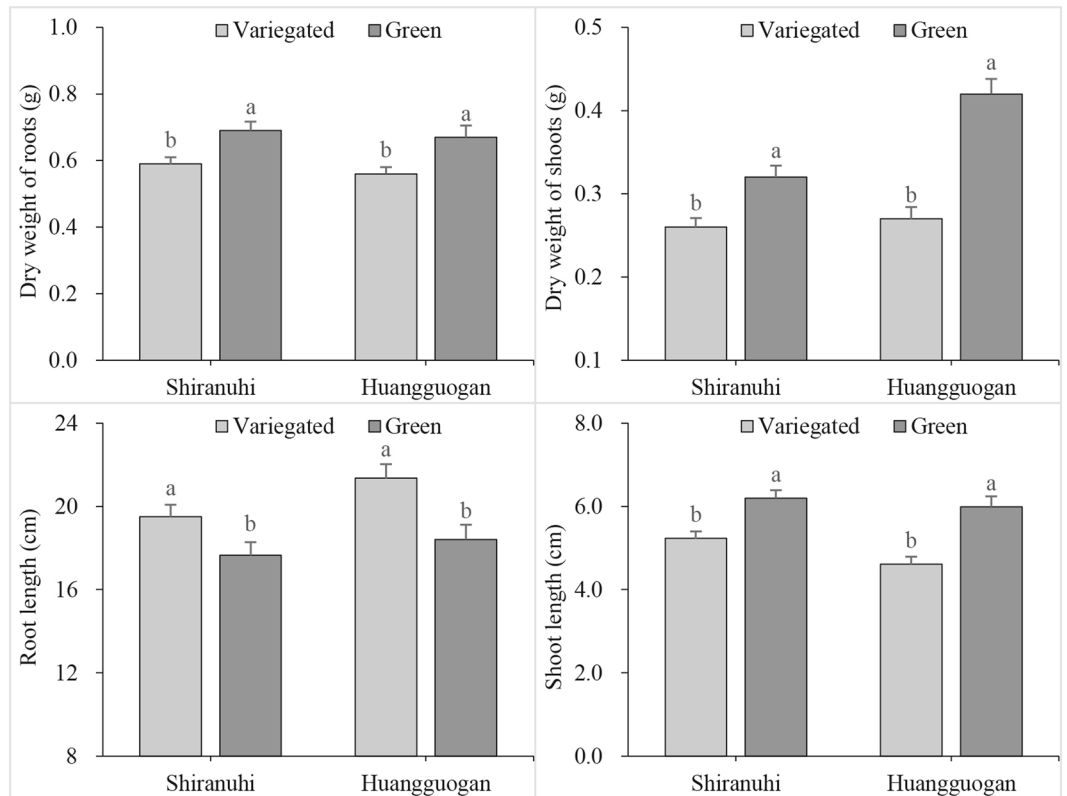 Variegated Green
Dry weight of roots (g)
1.0
0.8
0.6
0.4
0.2
0.0
b a b a
Shiranuhi Huangguogan
Variegated Green
Dry weight of shoots (g)
0.5
0.4
0.3
0.2
0.1
b a b a
Shiranuhi Huangguogan
Variegated Green
Root length (cm)
24
20
16
12
8
a b a b
Shiranuhi Huangguogan
Variegated Green
Shoot length (cm)
8.0
6.0
4.0
2.0
0.0
b a b a
Shiranuhi Huangguogan